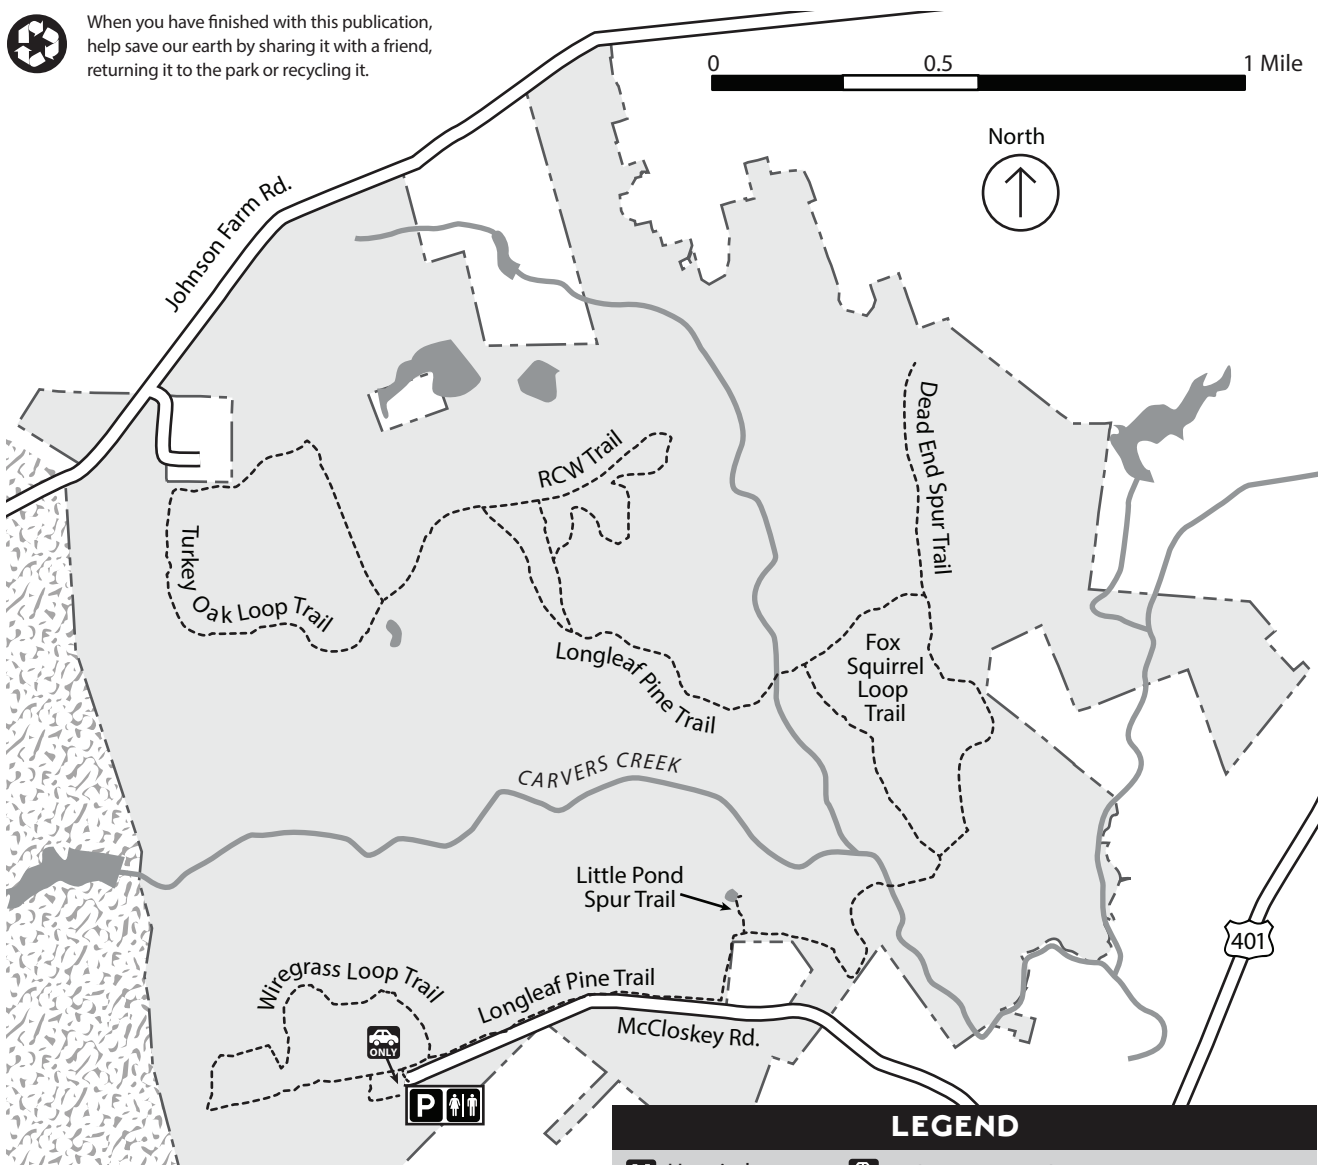 When you have finished with this publication,
help save our earth by sharing it with a friend,
returning it to the park or recycling it.
0 0.5 1 Mile
North
Johnson Farm Rd.
RCW Trail
Dead End Spur Trail
Turkey Oak Loop Trail
Longleaf Pine Trail
Fox
Squirrel
Loop
Trail
CARVERS CREEK
Little Pond
Spur Trail
401
Wiregrass Loop Trail
Longleaf Pine Trail
McCloskey Rd.
ONLY
P
LEGEND